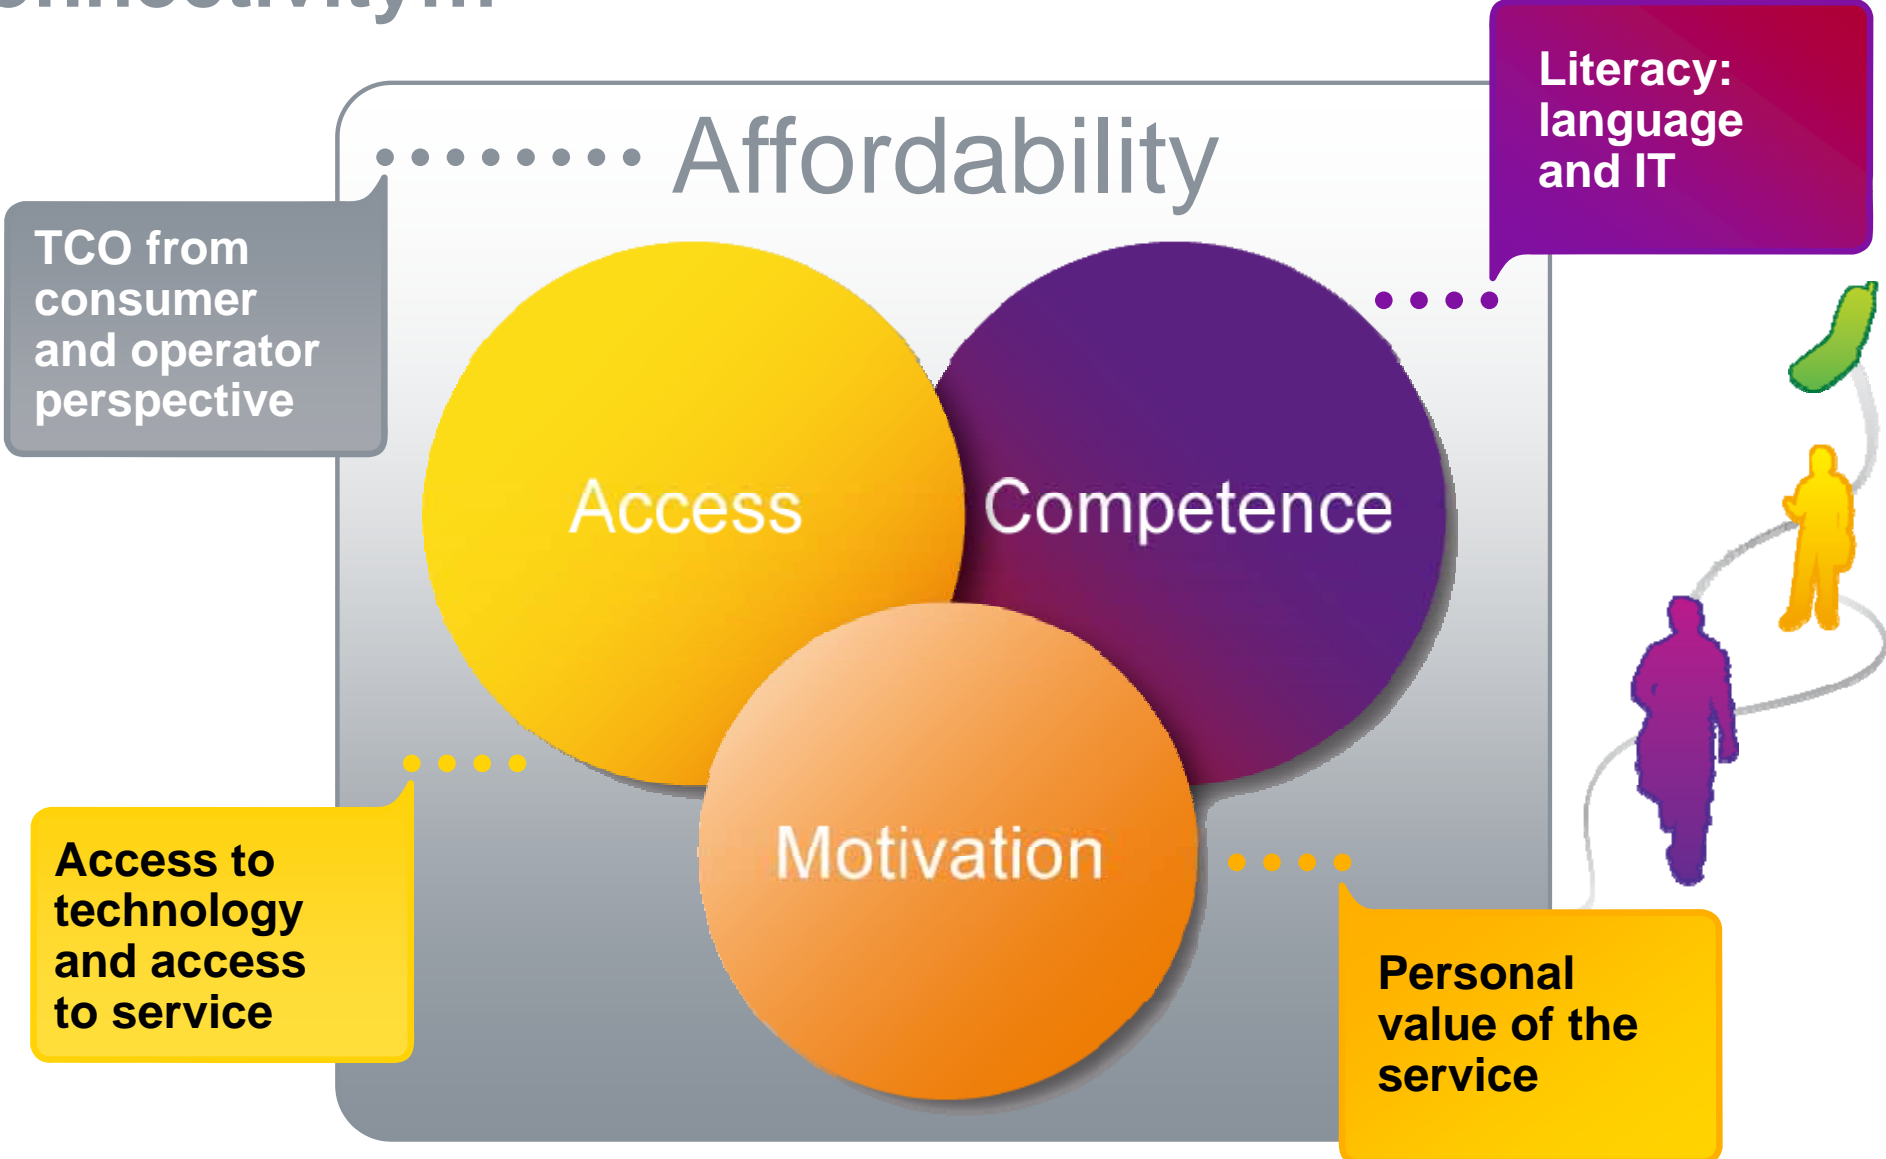 Affordability
Literacy:
language
and IT
TCO from
consumer
and operator
perspective
Access
Competence
Motivation
Access to
technology
and access
to service
Personal
value of the
service